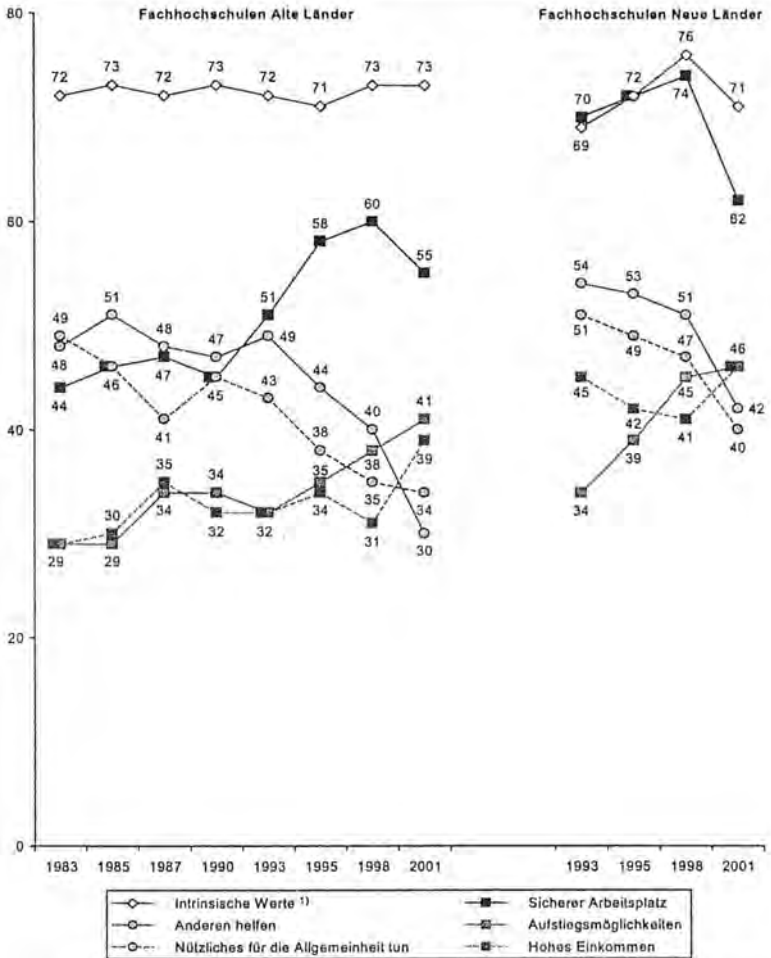 80 Fachhochschulen Alte Länder Fachhochschulen Neue Länder
76
72 73 72 73 72 71 73 73 70 72 74 71
69
60 58 60 55 62
49 51 48 47 51 49 54 53 51
48 46 47 45 43 44 40 41 51 49 47 46
44 41 45 42 45 41 42
40 38 38 39 39 40
35 34 35 35 34 34
30 34 32 32 34 31 30
29 29
20
0
1983 1985 1987 1990 1993 1995 1998 2001 1993 1995 1998 2001
Intrinsische Werte 1) Sicherer Arbeitsplatz
Anderen helfen Aufstiegsmöglichkeiten
Nützliches für die Allgemeinheit tun Hohes Einkommen